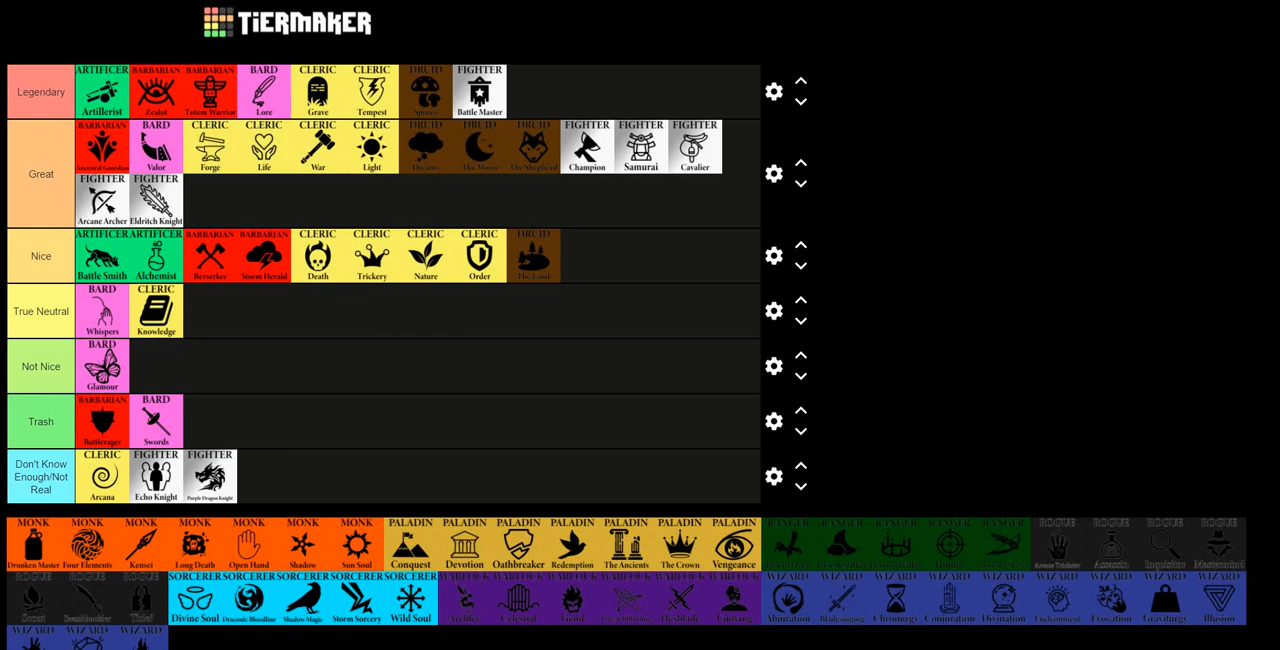 TiERMAKER
Legendary
ARTIFICER BARBARIAN BARBARIAN BARD CLERIC CLERIC DRUID FIGHTER
Artillerist Zealot Totem Warrior Lore Grave Tempest Spores Battle Master
Great
BARBARIAN BARD CLERIC CLERIC CLERIC CLERIC DRUID DRUID DRUID FIGHTER FIGHTER FIGHTER
Ancestral Guardian Valor Forge Life War Light Dreams The Moon The Shepherd Champion Samurai Cavalier
FIGHTER FIGHTER
Arcane Archer Eldritch Knight
Nice
ARTIFICER ARTIFICER BARBARIAN BARBARIAN CLERIC CLERIC CLERIC CLERIC DRUID
Battle Smith Alchemist Berserker Storm Herald Death Trickery Nature Order The Land
True Neutral
BARD CLERIC
Whispers Knowledge
Not Nice
BARD
Glamour
Trash
BARBARIAN BARD
Battlerager Swords
Don't Know
Enough/Not
Real
CLERIC FIGHTER FIGHTER
Arcana Echo Knight Purple Dragon Knight
MONK MONK MONK MONK MONK MONK MONK PALADIN PALADIN PALADIN PALADIN PALADIN PALADIN PALADIN RANGER RANGER RANGER RANGER RANGER ROGUE ROGUE ROGUE ROGUE
Drunken Master Four Elements Kensei Long Death Open Hand Shadow Sun Soul Conquest Devotion Oathbreaker Redemption The Ancients The Crown Vengeance Hunter Arcane Trickster Assassin Inquisitive Mastermind
ROGUE ROGUE ROGUE SORCERER SORCERER SORCERER SORCERER SORCERER WARLOCK WARLOCK WARLOCK WARLOCK WARLOCK WARLOCK WIZARD WIZARD WIZARD WIZARD WIZARD WIZARD WIZARD WIZARD WIZARD
Scout Swashbuckler Thief Divine Soul Draconic Bloodline Shadow Magic Storm Sorcery Wild Soul Archfey Celestial Fiend Hexblade Undying Abjuration Bladesinging Chronurgy Conjuration Divination Enchantment Evocation Graviturgy Illusion
WIZARD WIZARD WIZARD